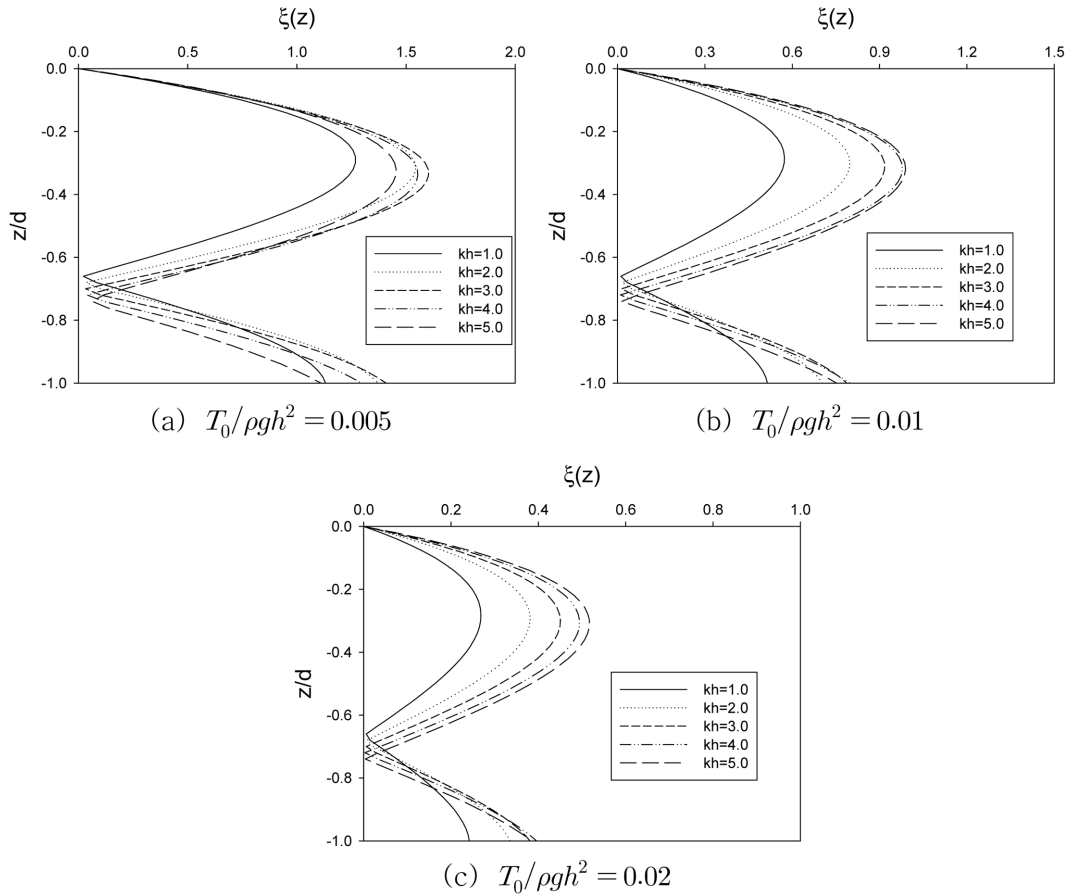 ξ(z)
0.0 0.5 1.0 1.5 2.0
0.0
-0.2
-0.4
-0.6
-0.8
-1.0
z/d
kh=1.0
kh=2.0
kh=3.0
kh=4.0
kh=5.0
(a) T₀/ρgh² = 0.005
ξ(z)
0.0 0.3 0.6 0.9 1.2 1.5
0.0
-0.2
-0.4
-0.6
-0.8
-1.0
z/d
kh=1.0
kh=2.0
kh=3.0
kh=4.0
kh=5.0
(b) T₀/ρgh² = 0.01
ξ(z)
0.0 0.2 0.4 0.6 0.8 1.0
0.0
-0.2
-0.4
-0.6
-0.8
-1.0
z/d
kh=1.0
kh=2.0
kh=3.0
kh=4.0
kh=5.0
(c) T₀/ρgh² = 0.02